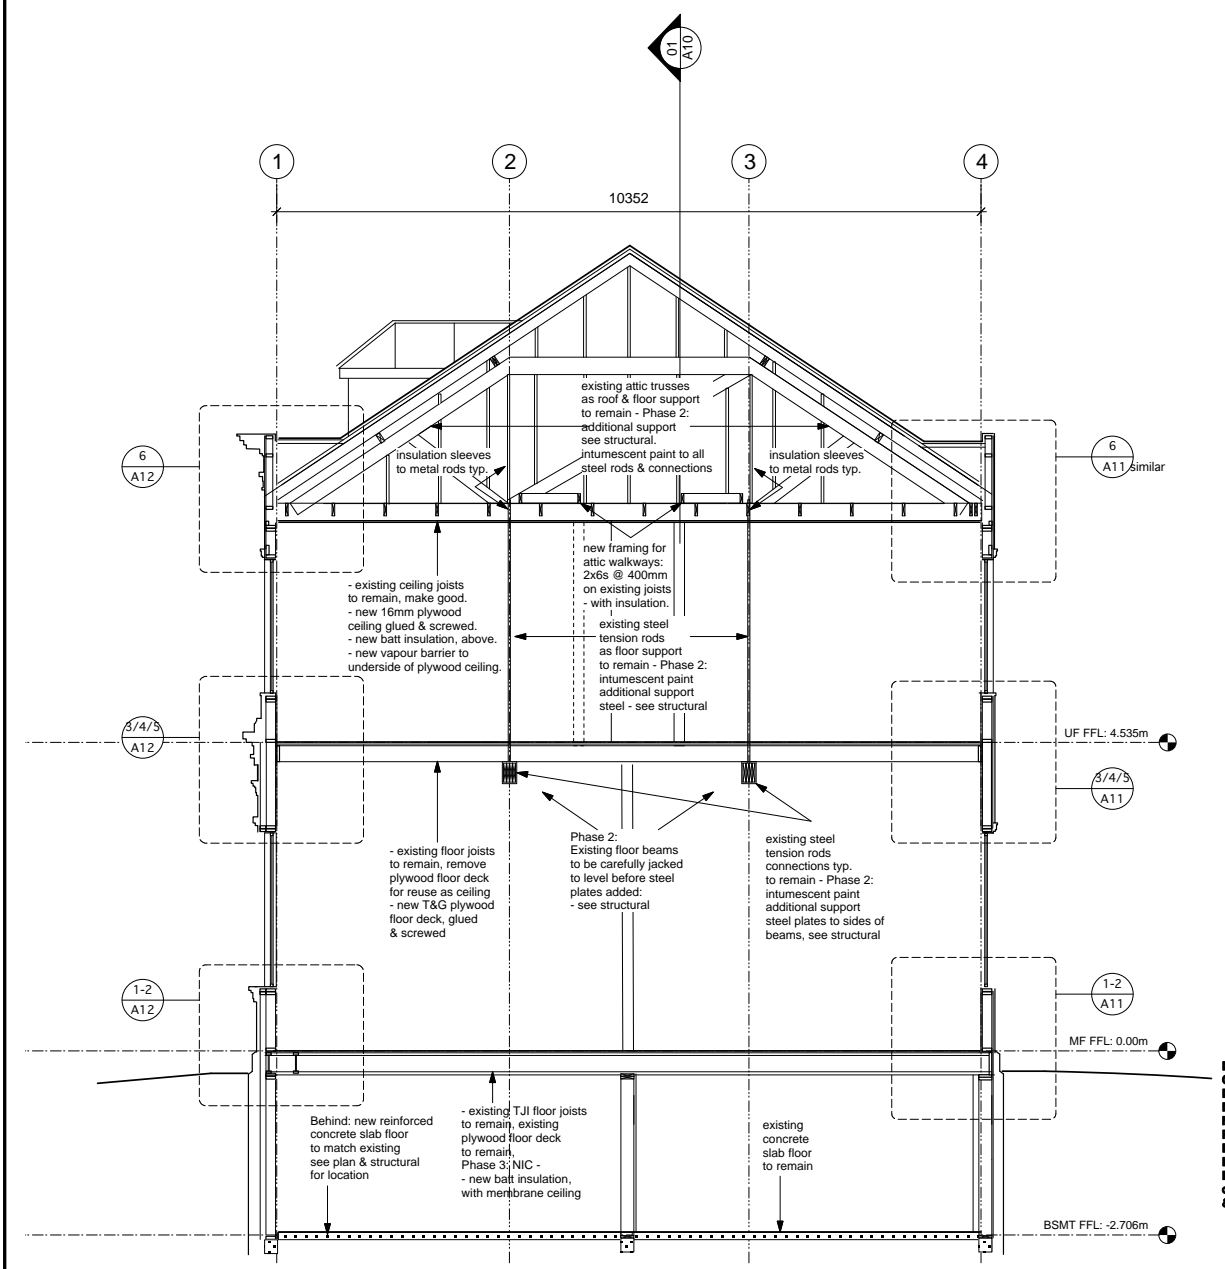 01
A10
1
2
3
4
10352
existing attic trusses
as roof & floor support
to remain - Phase 2:
additional support
see structural.
intumescent paint to all
steel rods & connections
insulation sleeves
to metal rods typ.
insulation sleeves
to metal rods typ.
6
A12
6
A11 similar
new framing for
attic walkways:
2x6s @ 400mm
on existing joists
- with insulation.
- existing ceiling joists
to remain, make good.
- new 16mm plywood
ceiling glued & screwed.
- new batt insulation, above.
- new vapour barrier to
underside of plywood ceiling.
existing steel
tension rods
as floor support
to remain - Phase 2:
intumescent paint
additional support
steel - see structural
3/4/5
A12
UF FFL: 4.535m
3/4/5
A11
- existing floor joists
to remain, remove
plywood floor deck
for reuse as ceiling
- new T&G plywood
floor deck, glued
& screwed
Phase 2:
Existing floor beams
to be carefully jacked
to level before steel
plates added:
- see structural
existing steel
tension rods
connections typ.
to remain - Phase 2:
intumescent paint
additional support
steel plates to sides of
beams, see structural
1-2
A12
1-2
A11
MF FFL: 0.00m
Behind: new reinforced
concrete slab floor
to match existing
see plan & structural
for location
- existing TJI floor joists
to remain, existing
plywood floor deck
to remain,
Phase 3: NIC -
- new batt insulation,
with membrane ceiling
existing
concrete
slab floor
to remain
BSMT FFL: -2.706m